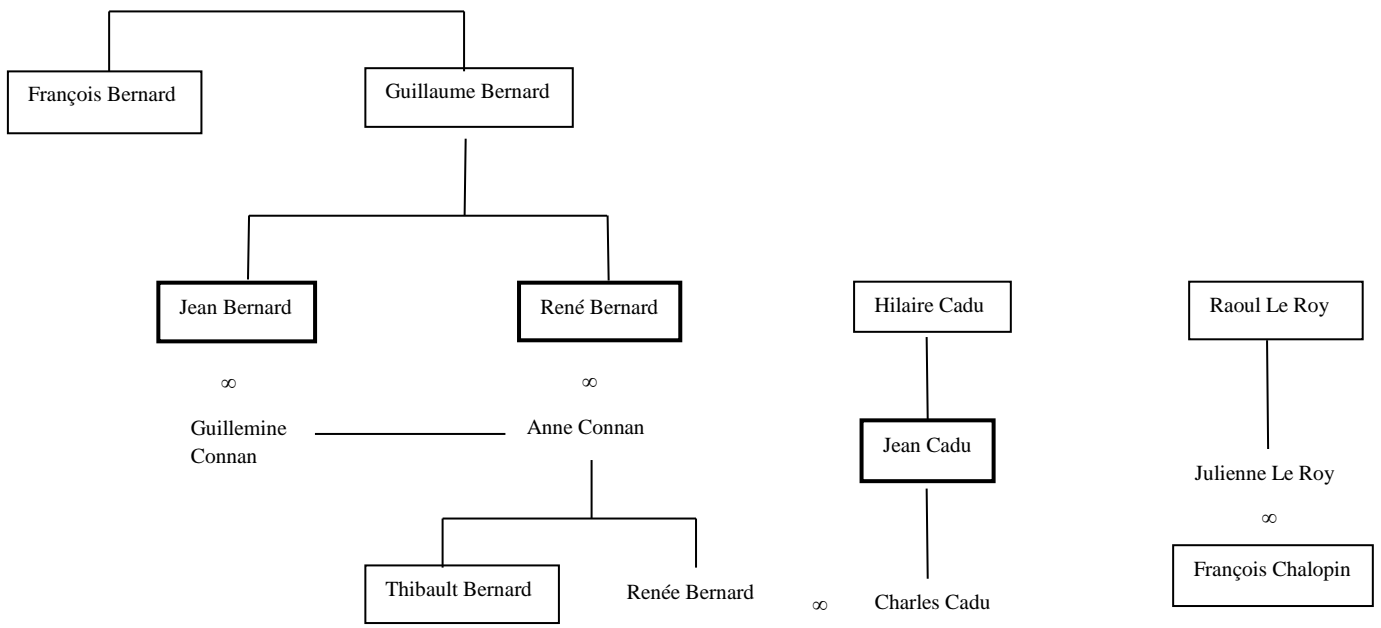 François Bernard
Guillaume Bernard
Jean Bernard
René Bernard
Hilaire Cadu
Raoul Le Roy
∞
∞
Guillemine
Connan
Anne Connan
Jean Cadu
Julienne Le Roy
∞
François Chalopin
Thibault Bernard
Renée Bernard
∞
Charles Cadu